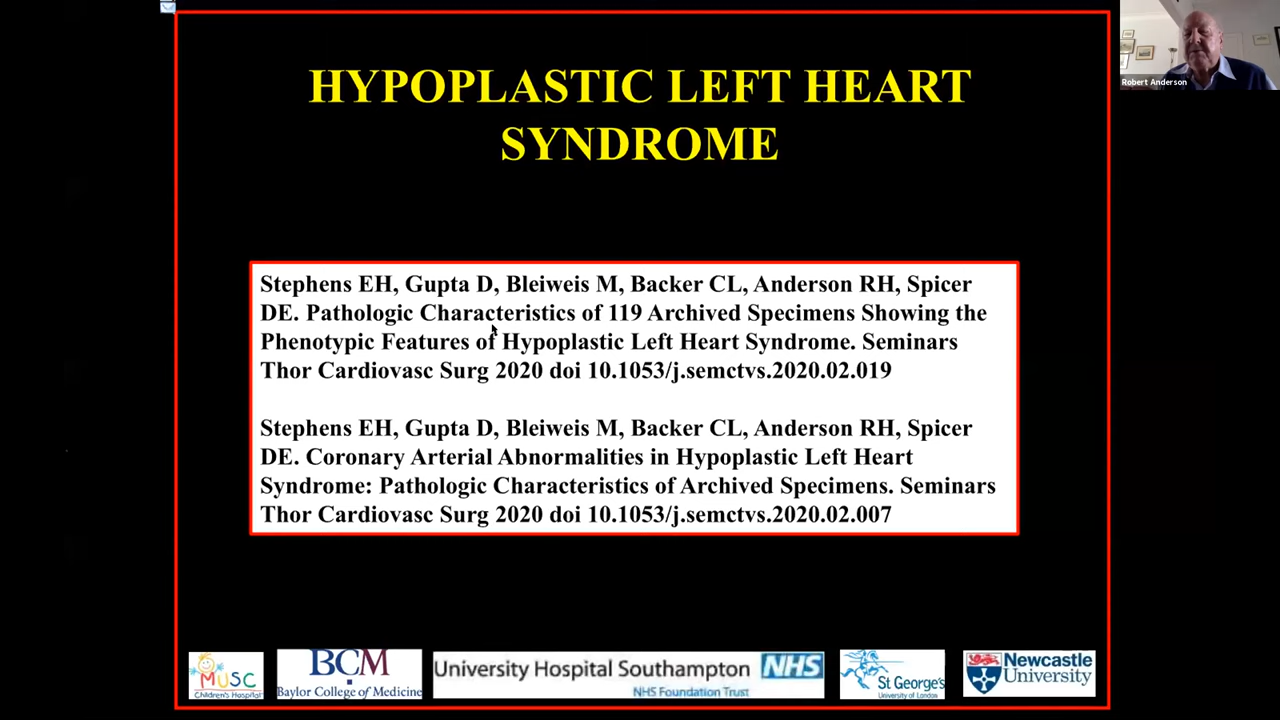 Robert Anderson
HYPOPLASTIC LEFT HEART
SYNDROME
Stephens EH, Gupta D, Bleiweis M, Backer CL, Anderson RH, Spicer
DE. Pathologic Characteristics of 119 Archived Specimens Showing the
Phenotypic Features of Hypoplastic Left Heart Syndrome. Seminars
Thor Cardiovasc Surg 2020 doi 10.1053/j.semctvs.2020.02.019
Stephens EH, Gupta D, Bleiweis M, Backer CL, Anderson RH, Spicer
DE. Coronary Arterial Abnormalities in Hypoplastic Left Heart
Syndrome: Pathologic Characteristics of Archived Specimens. Seminars
Thor Cardiovasc Surg 2020 doi 10.1053/j.semctvs.2020.02.007
MUSC
Children's Hospital
BCM
Baylor College of Medicine
University Hospital Southampton NHS
NHS Foundation Trust
St George's
University of London
Newcastle
University